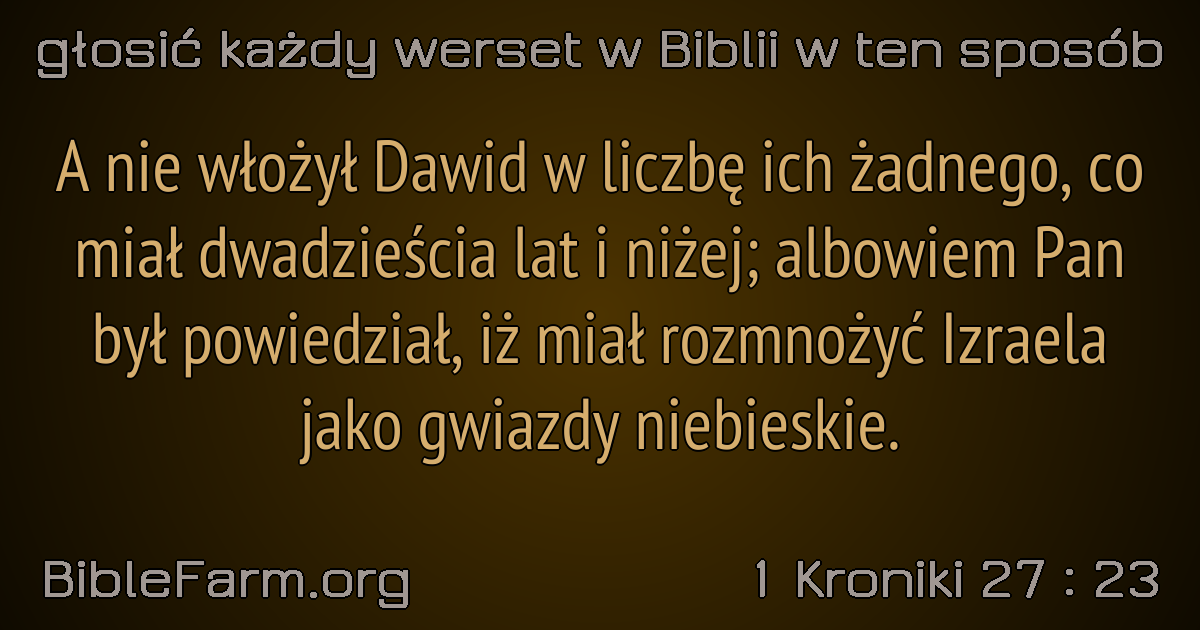 głosić każdy werset w Biblii w ten sposób
A nie włożył Dawid w liczbę ich żadnego, co
miał dwadzieścia lat i niżej; albowiem Pan
był powiedział, iż miał rozmnożyć Izraela
jako gwiazdy niebieskie.
BibleFarm.org
1 Kroniki 27 : 23